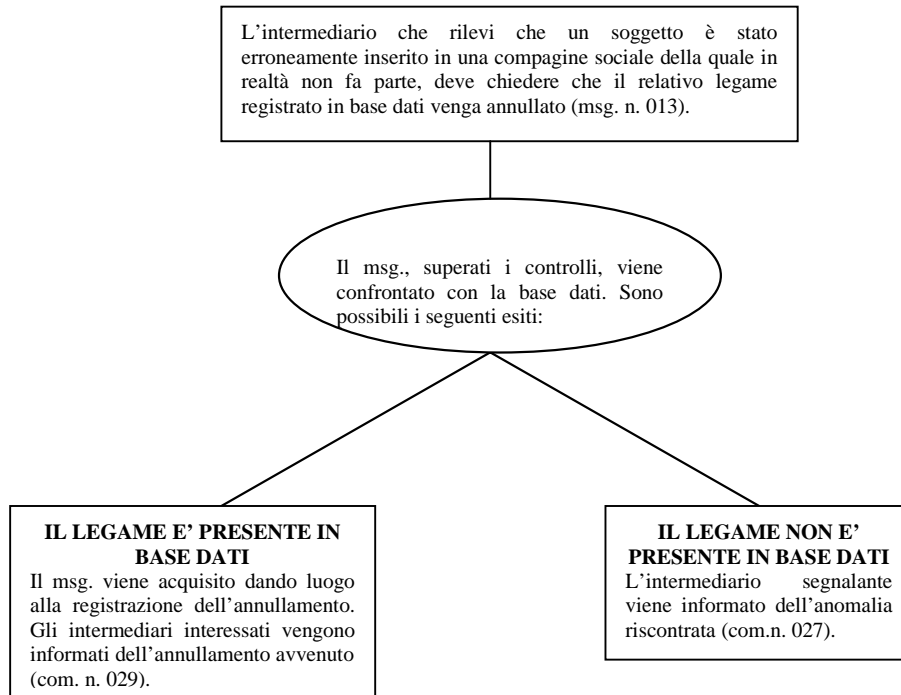 L'intermediario che rilevi che un soggetto è stato
erroneamente inserito in una compagine sociale della quale in
realtà non fa parte, deve chiedere che il relativo legame
registrato in base dati venga annullato (msg. n. 013).
Il msg., superati i controlli, viene
confrontato con la base dati. Sono
possibili i seguenti esiti:
IL LEGAME E' PRESENTE IN
BASE DATI
Il msg. viene acquisito dando luogo
alla registrazione dell'annullamento.
Gli intermediari interessati vengono
informati dell'annullamento avvenuto
(com. n. 029).
IL LEGAME NON E'
PRESENTE IN BASE DATI
L'intermediario segnalante
viene informato dell'anomalia
riscontrata (com.n. 027).